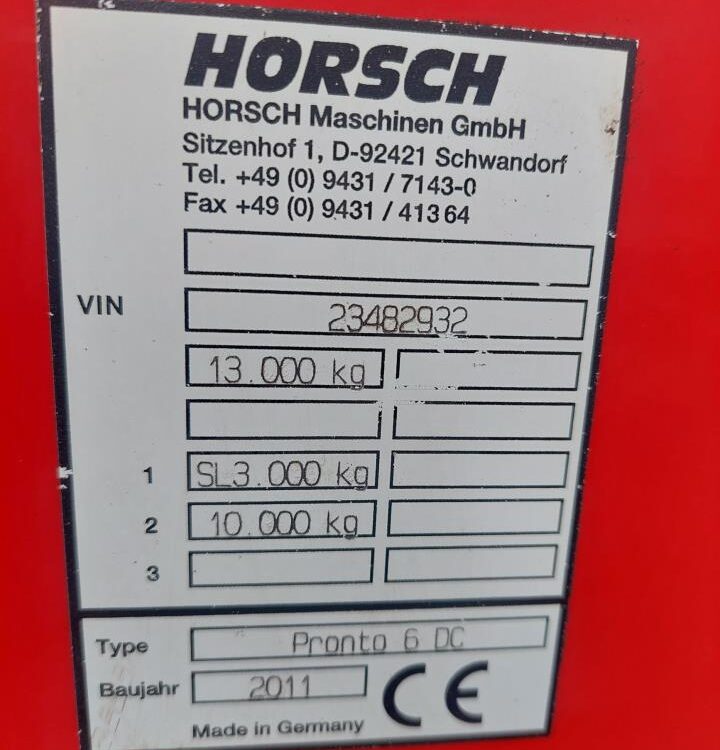 HORSCH
HORSCH Maschinen GmbH
Sitzenhof 1, D-92421 Schwandorf
Tel. +49 (0) 9431 / 7143-0
Fax +49 (0) 9431 / 41364
VIN 23482932
13.000 kg
1 SL3.000 kg
2 10.000 kg
3
Type Pronto 6 DC
Baujahr 2011 CE
Made in Germany